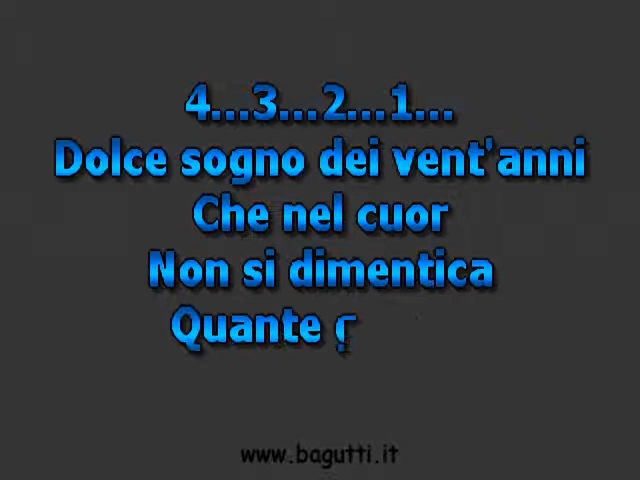 4...3...2...1...
Dolce sogno dei vent'anni
Che nel cuor
Non si dimentica
Quante
www.bagutti.it